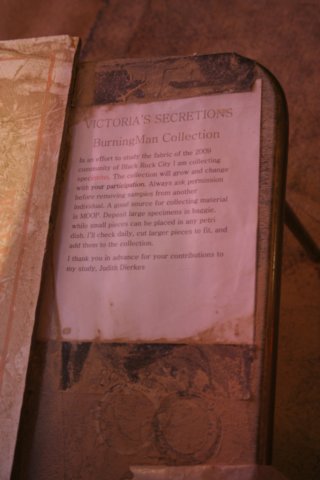 VICTORIA'S SECRETIONS
BurningMan Collection
In an effort to study the fabric of the 2009
community of Black Rock City I am collecting
specimins. The collection will grow and change
with your participation. Always ask permission
before removing samples from another
individual. A good source for collecting material
is MOOP. Deposit large specimens in baggie,
while small pieces can be placed in any petri
dish. I'll check daily, cut larger pieces to fit, and
add them to the collection.
I thank you in advance for your contributions to
my study, Judith Dierkes